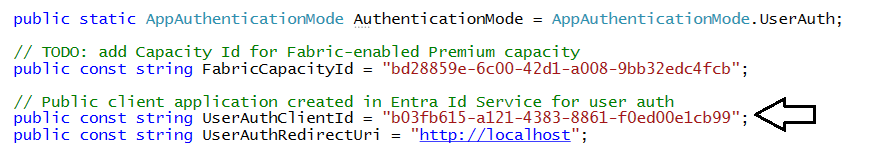 public static AppAuthenticationMode AuthenticationMode = AppAuthenticationMode.UserAuth;
// TODO: add Capacity Id for Fabric-enabled Premium capacity
public const string FabricCapacityId = "bd28859e-6c00-42d1-a008-9bb32edc4fcb";
// Public client application created in Entra Id Service for user auth
public const string UserAuthClientId = "b03fb615-a121-4383-8861-f0ed00e1cb99";
public const string UserAuthRedirectUri = "http://localhost";